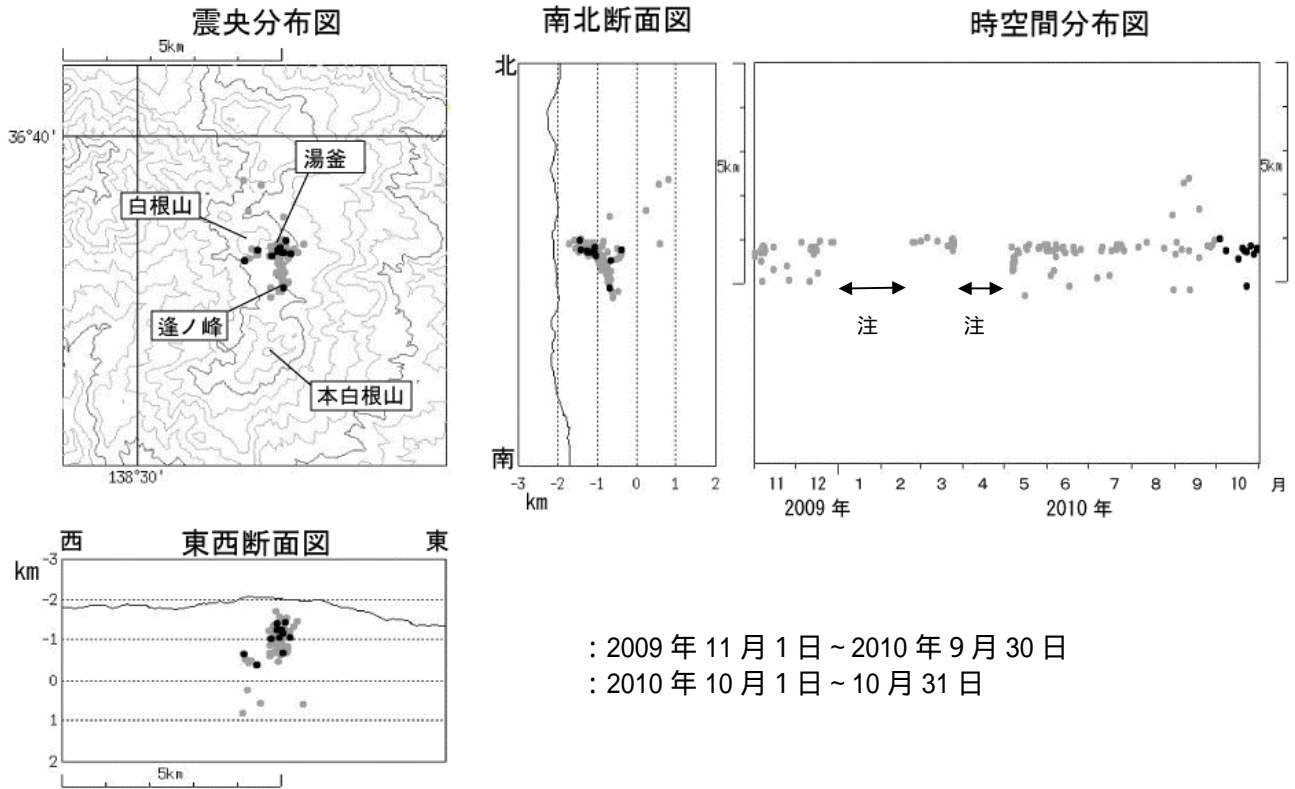 震央分布図
5km
36°40'
湯釜
白根山
逢ノ峰
本白根山
138°30'
南北断面図
北
南
5km
-3 -2 -1 0 1 2
km
時空間分布図
5km
注 注
11 12 1 2 3 4 5 6 7 8 9 10 月
2009 年 2010 年
西 東西断面図 東
km
-3
-2
-1
0
1
2
5km
：2009 年 11 月 1 日～2010 年 9 月 30 日
：2010 年 10 月 1 日～10 月 31 日